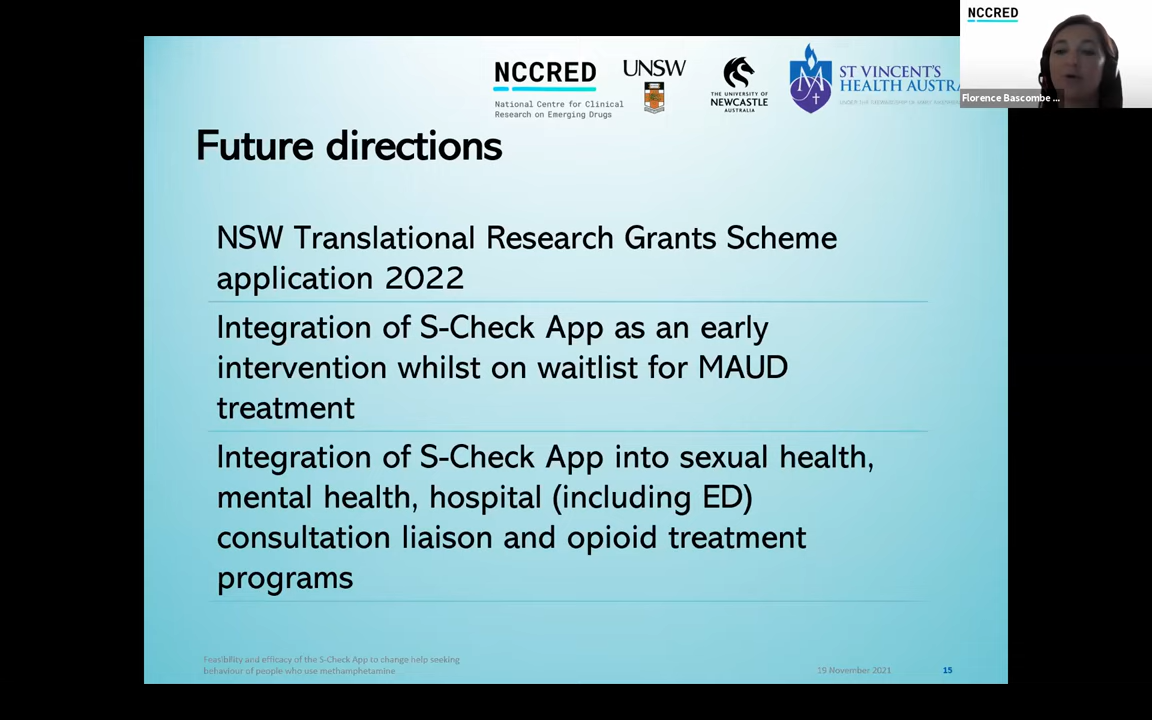 NCCRED
Florence Bascombe ...
NCCRED
National Centre for Clinical
Research on Emerging Drugs
UNSW
THE UNIVERSITY OF
NEWCASTLE
AUSTRALIA
ST VINCENT'S
HEALTH AUSTRA
Future directions
NSW Translational Research Grants Scheme
application 2022
Integration of S-Check App as an early
intervention whilst on waitlist for MAUD
treatment
Integration of S-Check App into sexual health,
mental health, hospital (including ED)
consultation liaison and opioid treatment
programs
Feasibility and efficacy of the S-Check App to change help seeking
behaviour of people who use methamphetamine
19 November 2021
15